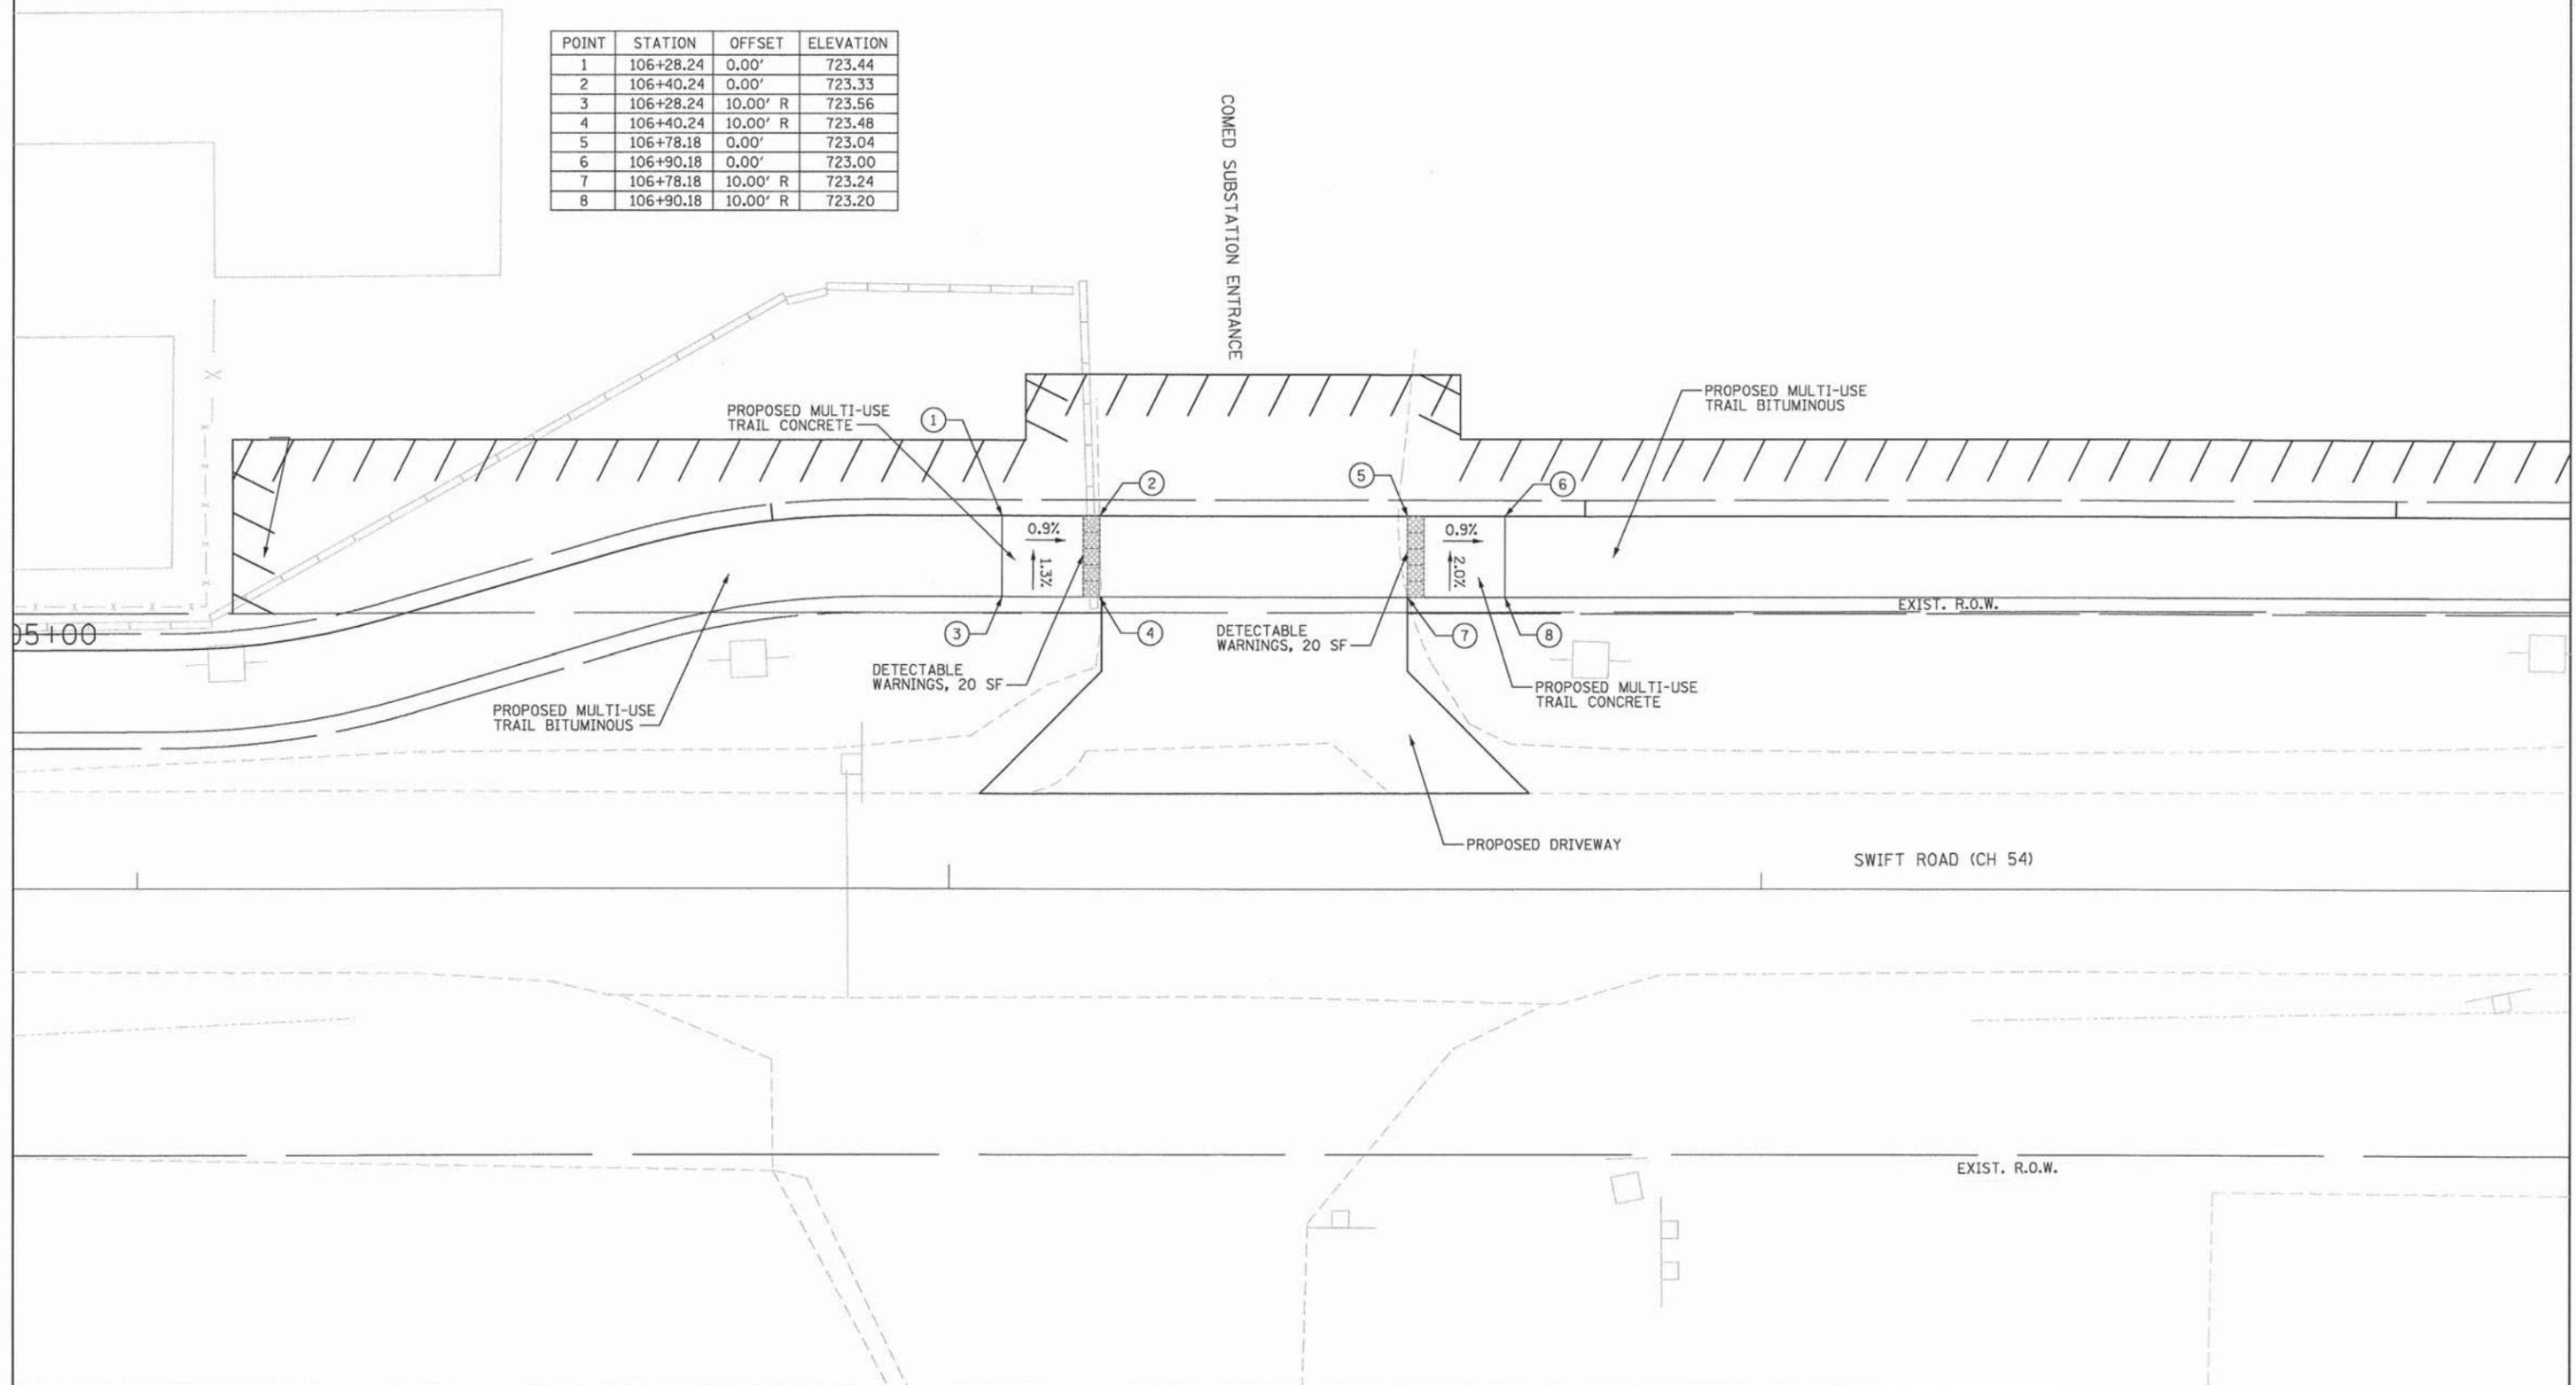 POINT STATION OFFSET ELEVATION
1 106+28.24 0.00' 723.44
2 106+40.24 0.00' 723.33
3 106+28.24 10.00' R 723.56
4 106+40.24 10.00' R 723.48
5 106+78.18 0.00' 723.04
6 106+90.18 0.00' 723.00
7 106+78.18 10.00' R 723.24
8 106+90.18 10.00' R 723.20
COMED SUBSTATION ENTRANCE
PROPOSED MULTI-USE
TRAIL CONCRETE
1
PROPOSED MULTI-USE
TRAIL BITUMINOUS
2
5
6
0.9%
1.3%
0.9%
2.0%
EXIST. R.O.W.
05+00
3
4
DETECTABLE
WARNINGS, 20 SF
7
8
DETECTABLE
WARNINGS, 20 SF
PROPOSED MULTI-USE
TRAIL CONCRETE
PROPOSED MULTI-USE
TRAIL BITUMINOUS
PROPOSED DRIVEWAY
SWIFT ROAD (CH 54)
EXIST. R.O.W.